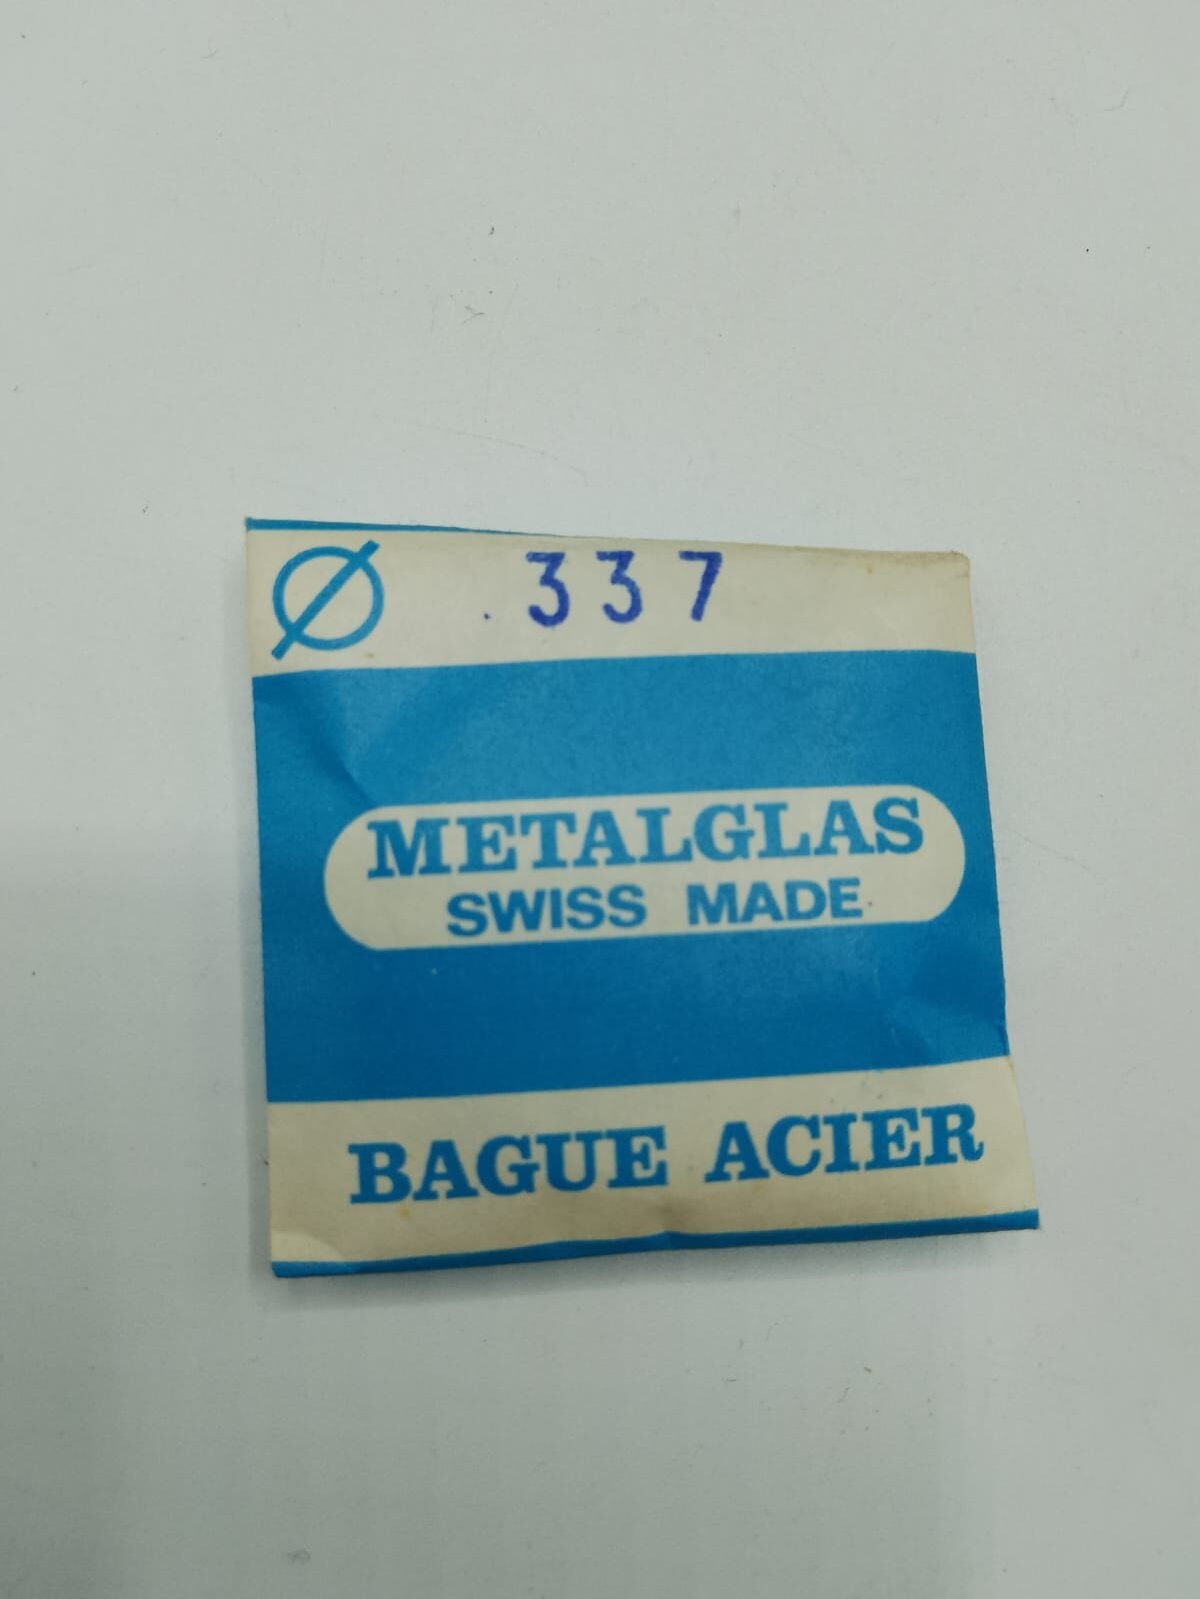 Ø 337
METALGLAS
SWISS MADE
BAGUE ACIER